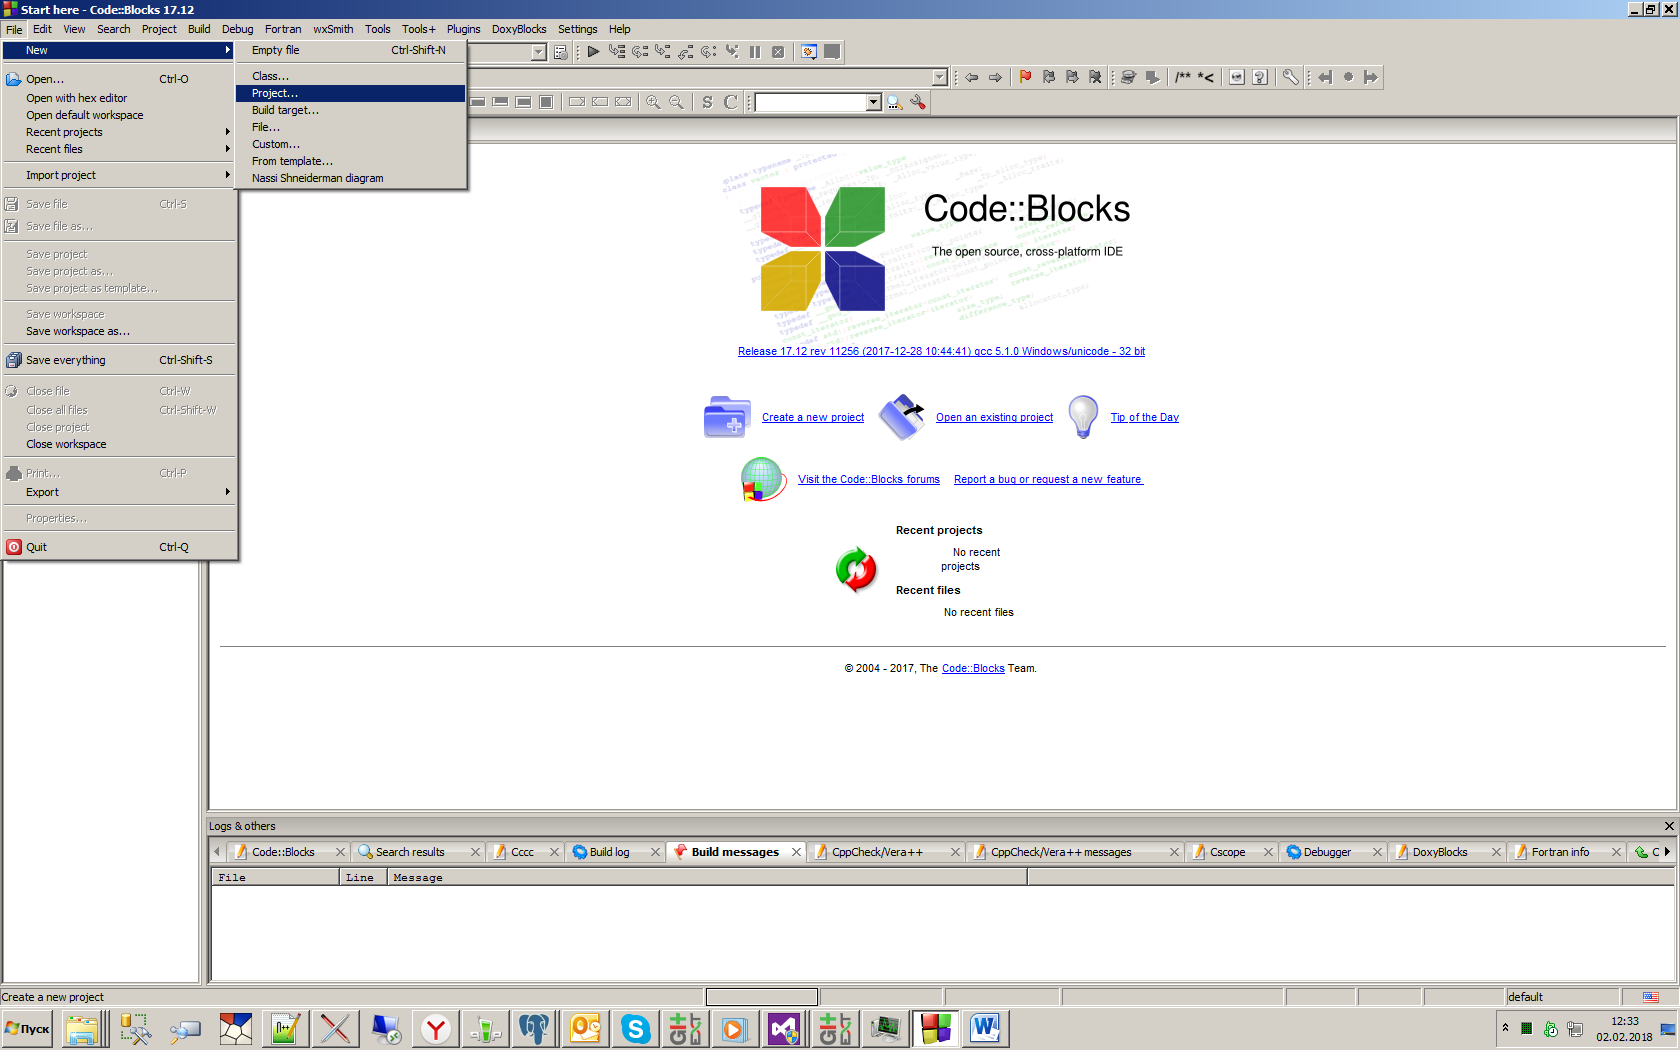 Start here - Code::Blocks 17.12
File Edit View Search Project Build Debug Fortran wxSmith Tools Tools+ Plugins DoxyBlocks Settings Help
New
Open... Ctrl-O
Open with hex editor
Open default workspace
Recent projects
Recent files
Import project
Save file Ctrl-S
Save file as...
Save project
Save project as...
Save project as template...
Save workspace
Save workspace as...
Save everything Ctrl-Shift-S
Close file Ctrl-W
Close all files Ctrl-Shift-W
Close project
Close workspace
Print... Ctrl-P
Export
Properties...
Quit Ctrl-Q
Empty file Ctrl-Shift-N
Class...
Project...
Build target...
File...
Custom...
From template...
Nassi Shneiderman diagram
/** *<
S C
Code::Blocks
The open source, cross-platform IDE
Release 17.12 rev 11256 (2017-12-28 10:44:41) gcc 5.1.0 Windows/unicode - 32 bit
Create a new project Open an existing project Tip of the Day
Visit the Code::Blocks forums Report a bug or request a new feature
Recent projects
No recent
projects
Recent files
No recent files
© 2004 - 2017, The Code::Blocks Team.
Logs & others
Code::Blocks Search results Cccc Build log Build messages CppCheck/Vera++ CppCheck/Vera++ messages Cscope Debugger DoxyBlocks Fortran info C
File Line Message
Create a new project default
Пуск
12:33
02.02.2018